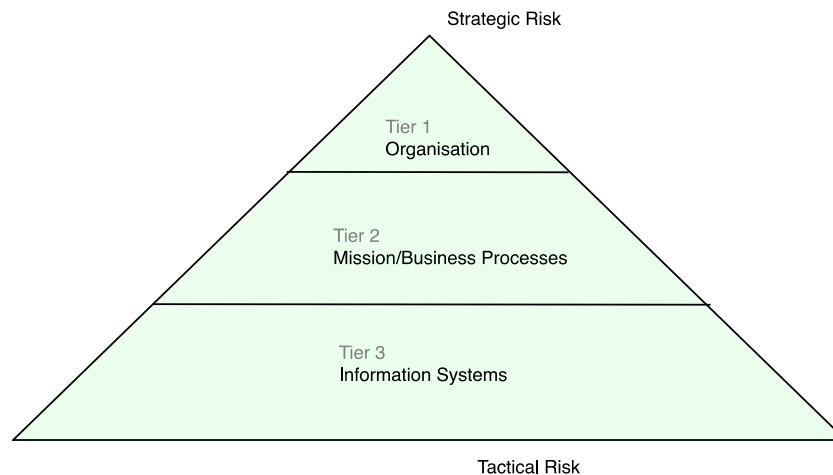 Strategic Risk
Tier 1
Organisation
Tier 2
Mission/Business Processes
Tier 3
Information Systems
Tactical Risk